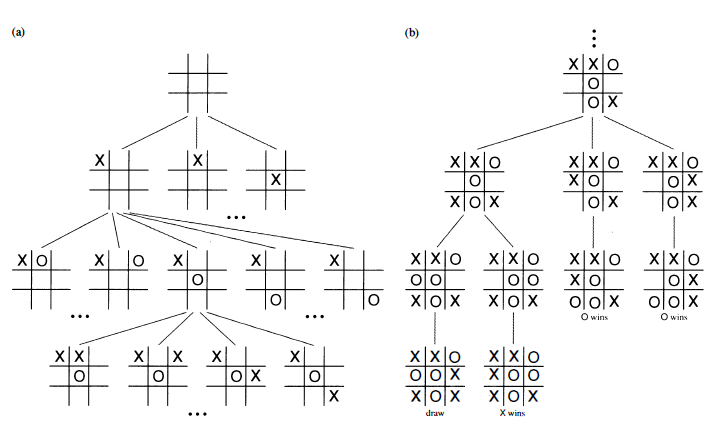 (a)
X X
X
...
X O X O X X X
O
O O
... ...
X X X X X X
O O O X O
X
...
(b)
⋮
X X O
O
O X
X X O X X O X X O
O X O O X
X O X O X O X
X X O X X O X X O X X O
O O O O X O O X
X O X X O X O O X O O X
O wins O wins
X X O X X O
O O X X O O
X O X X O X
draw X wins